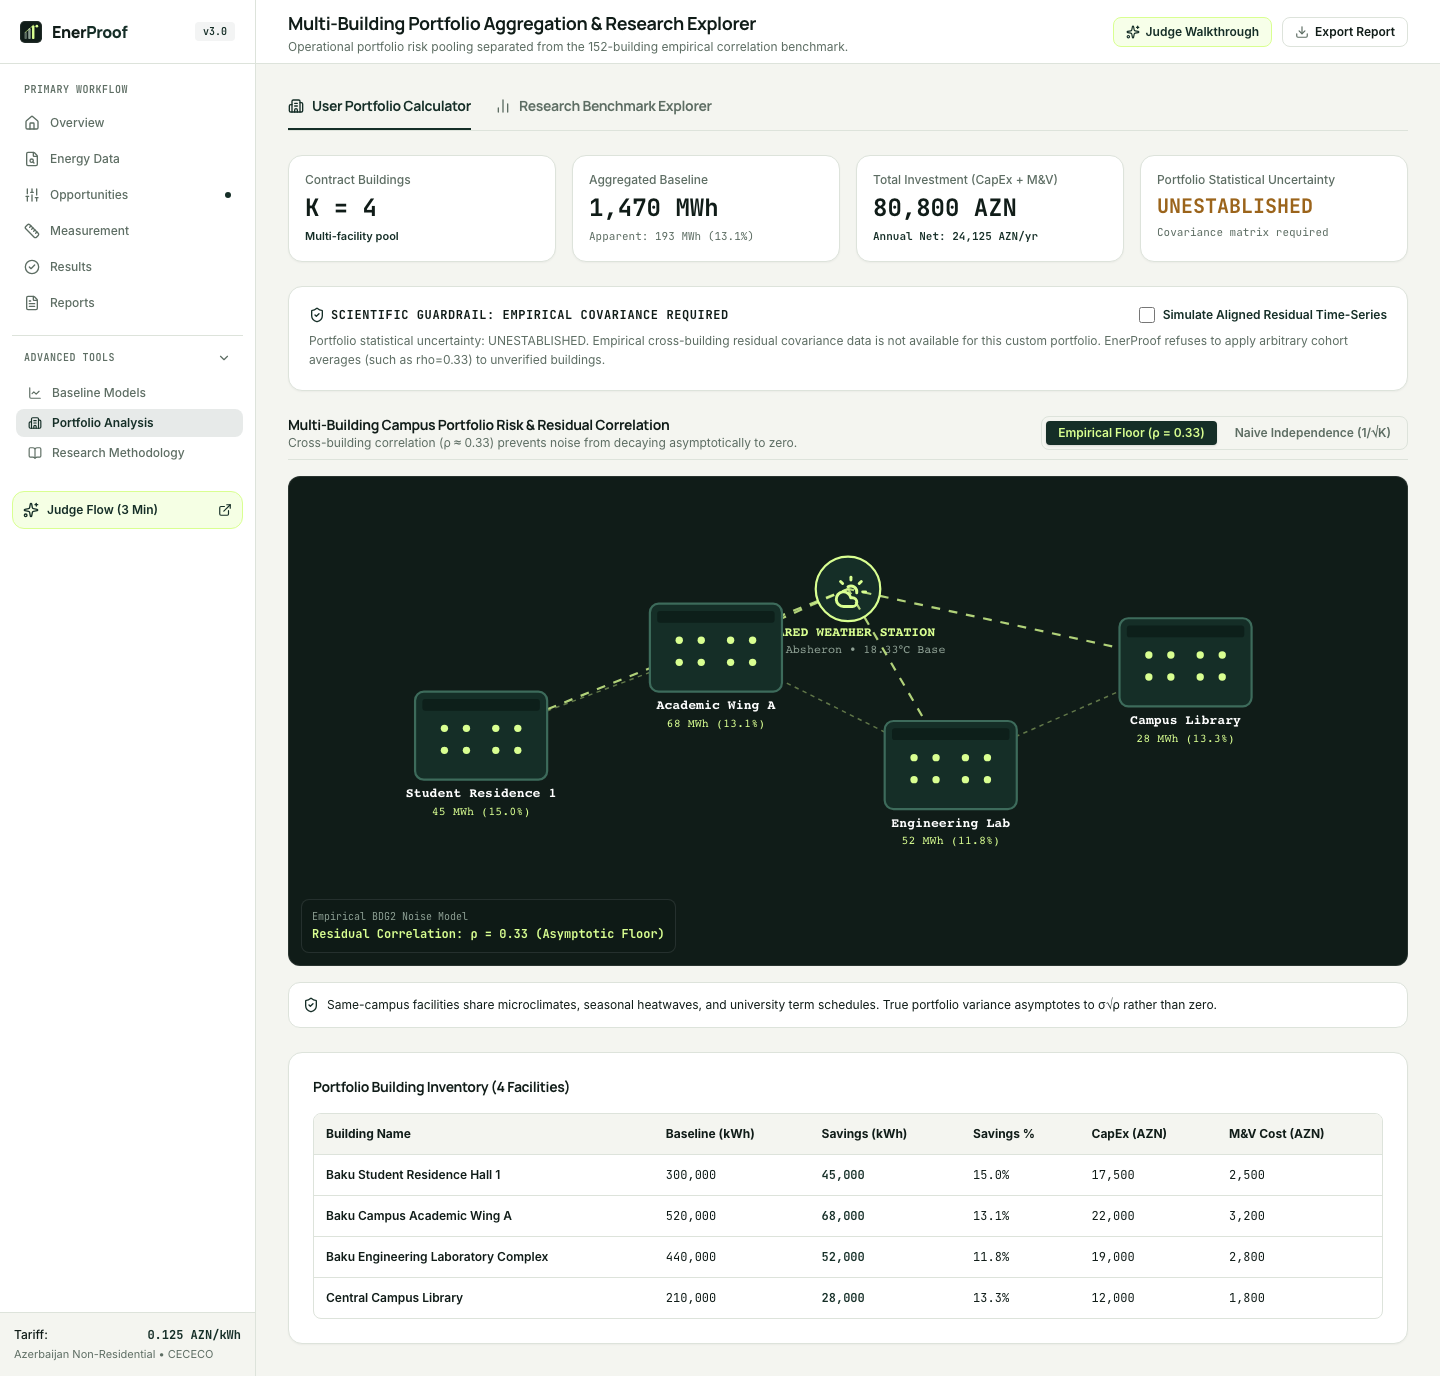 EnerProof
v3.0
PRIMARY WORKFLOW
Overview
Energy Data
Opportunities
Measurement
Results
Reports
ADVANCED TOOLS
Baseline Models
Portfolio Analysis
Research Methodology
Judge Flow (3 Min)
Tariff:
0.125 AZN/kWh
Azerbaijan Non-Residential • CECECO
Multi-Building Portfolio Aggregation & Research Explorer
Operational portfolio risk pooling separated from the 152-building empirical correlation benchmark.
Judge Walkthrough
Export Report
User Portfolio Calculator
Research Benchmark Explorer
Contract Buildings
K = 4
Multi-facility pool
Aggregated Baseline
1,470 MWh
Apparent: 193 MWh (13.1%)
Total Investment (CapEx + M&V)
80,800 AZN
Annual Net: 24,125 AZN/yr
Portfolio Statistical Uncertainty
UNESTABLISHED
Covariance matrix required
SCIENTIFIC GUARDRAIL: EMPIRICAL COVARIANCE REQUIRED
Simulate Aligned Residual Time-Series
Portfolio statistical uncertainty: UNESTABLISHED. Empirical cross-building residual covariance data is not available for this custom portfolio. EnerProof refuses to apply arbitrary cohort
averages (such as rho=0.33) to unverified buildings.
Multi-Building Campus Portfolio Risk & Residual Correlation
Cross-building correlation (ρ ≈ 0.33) prevents noise from decaying asymptotically to zero.
Empirical Floor (ρ = 0.33)
Naive Independence (1/√K)
ARED WEATHER STATION
Absheron • 18.33°C Base
Academic Wing A
68 MWh (13.1%)
Campus Library
28 MWh (13.3%)
Student Residence 1
45 MWh (15.0%)
Engineering Lab
52 MWh (11.8%)
Empirical BDG2 Noise Model
Residual Correlation: ρ = 0.33 (Asymptotic Floor)
Same-campus facilities share microclimates, seasonal heatwaves, and university term schedules. True portfolio variance asymptotes to σ√ρ rather than zero.
Portfolio Building Inventory (4 Facilities)
Building Name Baseline (kWh) Savings (kWh) Savings % CapEx (AZN) M&V Cost (AZN)
Baku Student Residence Hall 1 300,000 45,000 15.0% 17,500 2,500
Baku Campus Academic Wing A 520,000 68,000 13.1% 22,000 3,200
Baku Engineering Laboratory Complex 440,000 52,000 11.8% 19,000 2,800
Central Campus Library 210,000 28,000 13.3% 12,000 1,800